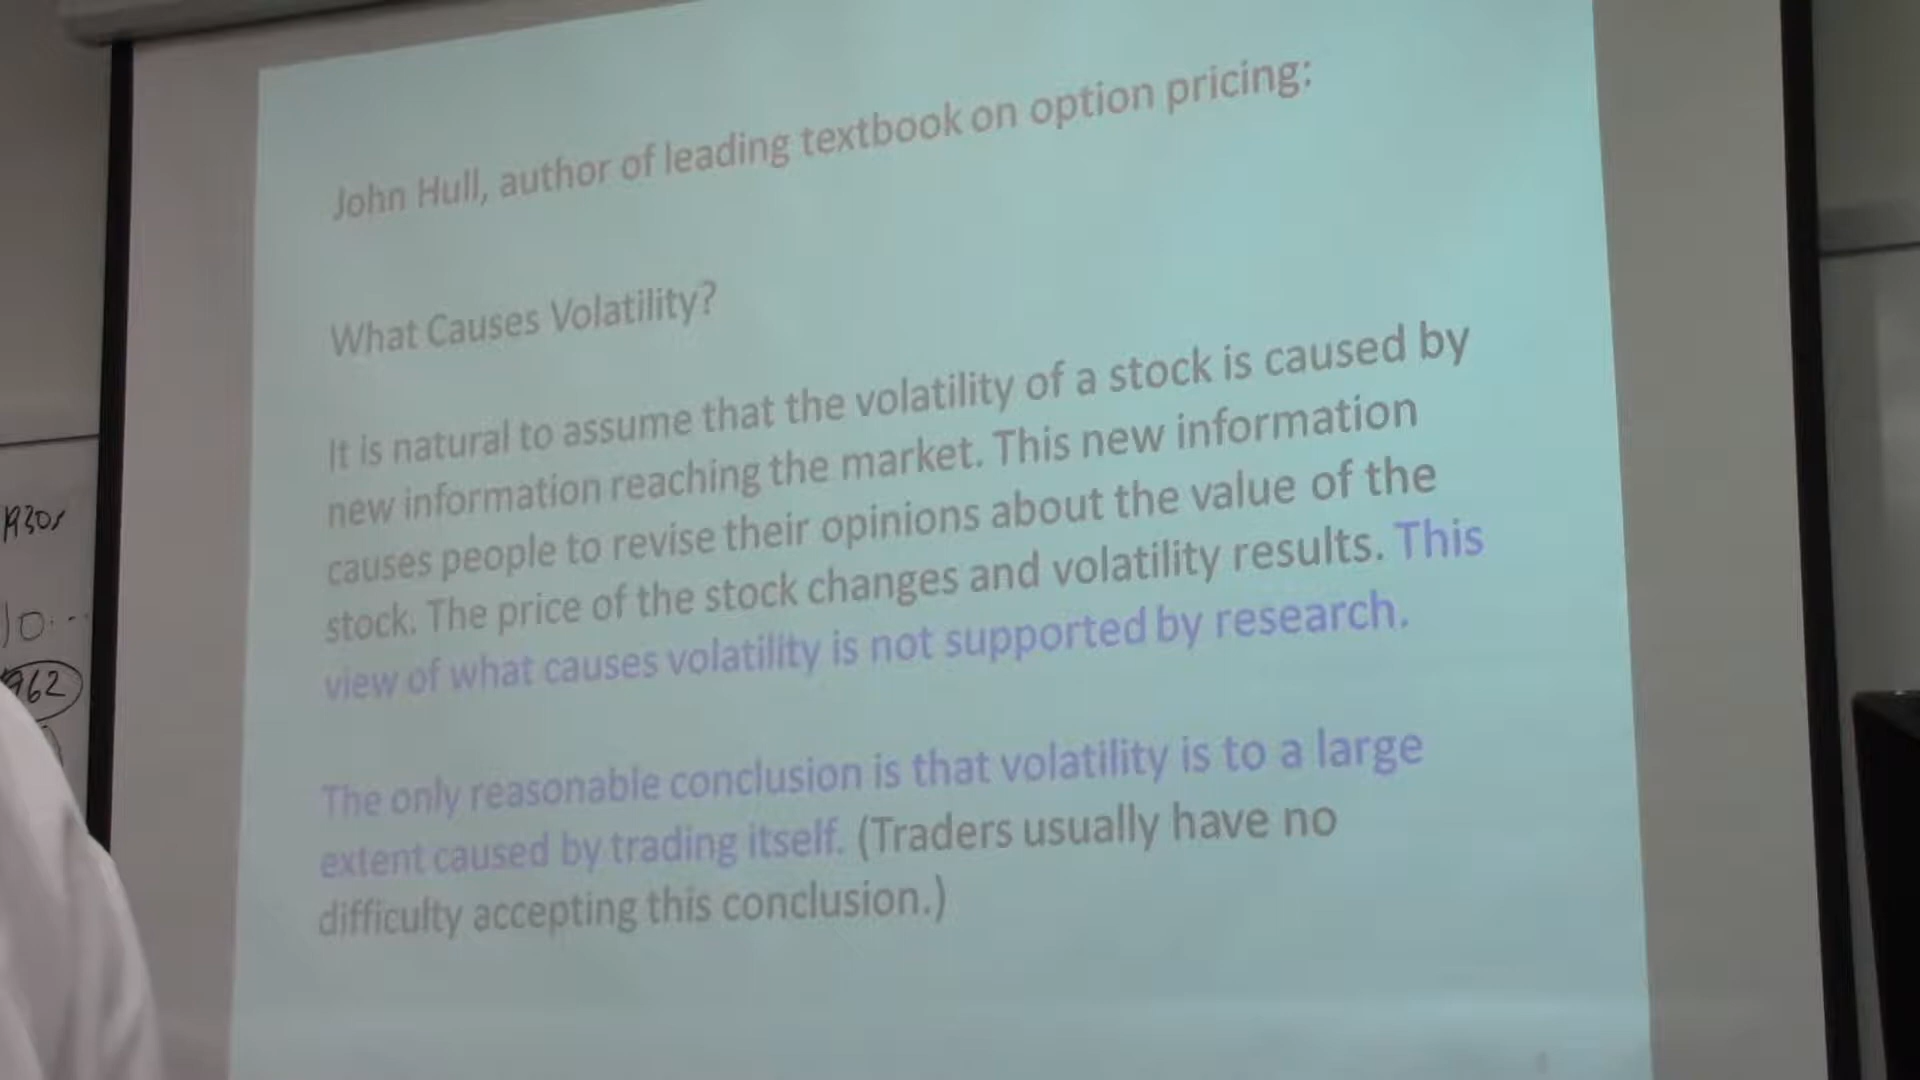 John Hull, author of leading textbook on option pricing:
What Causes Volatility?
It is natural to assume that the volatility of a stock is caused by
new information reaching the market. This new information
causes people to revise their opinions about the value of the
stock. The price of the stock changes and volatility results. This
view of what causes volatility is not supported by research.
The only reasonable conclusion is that volatility is to a large
extent caused by trading itself. (Traders usually have no
difficulty accepting this conclusion.)
1930s
10...
962